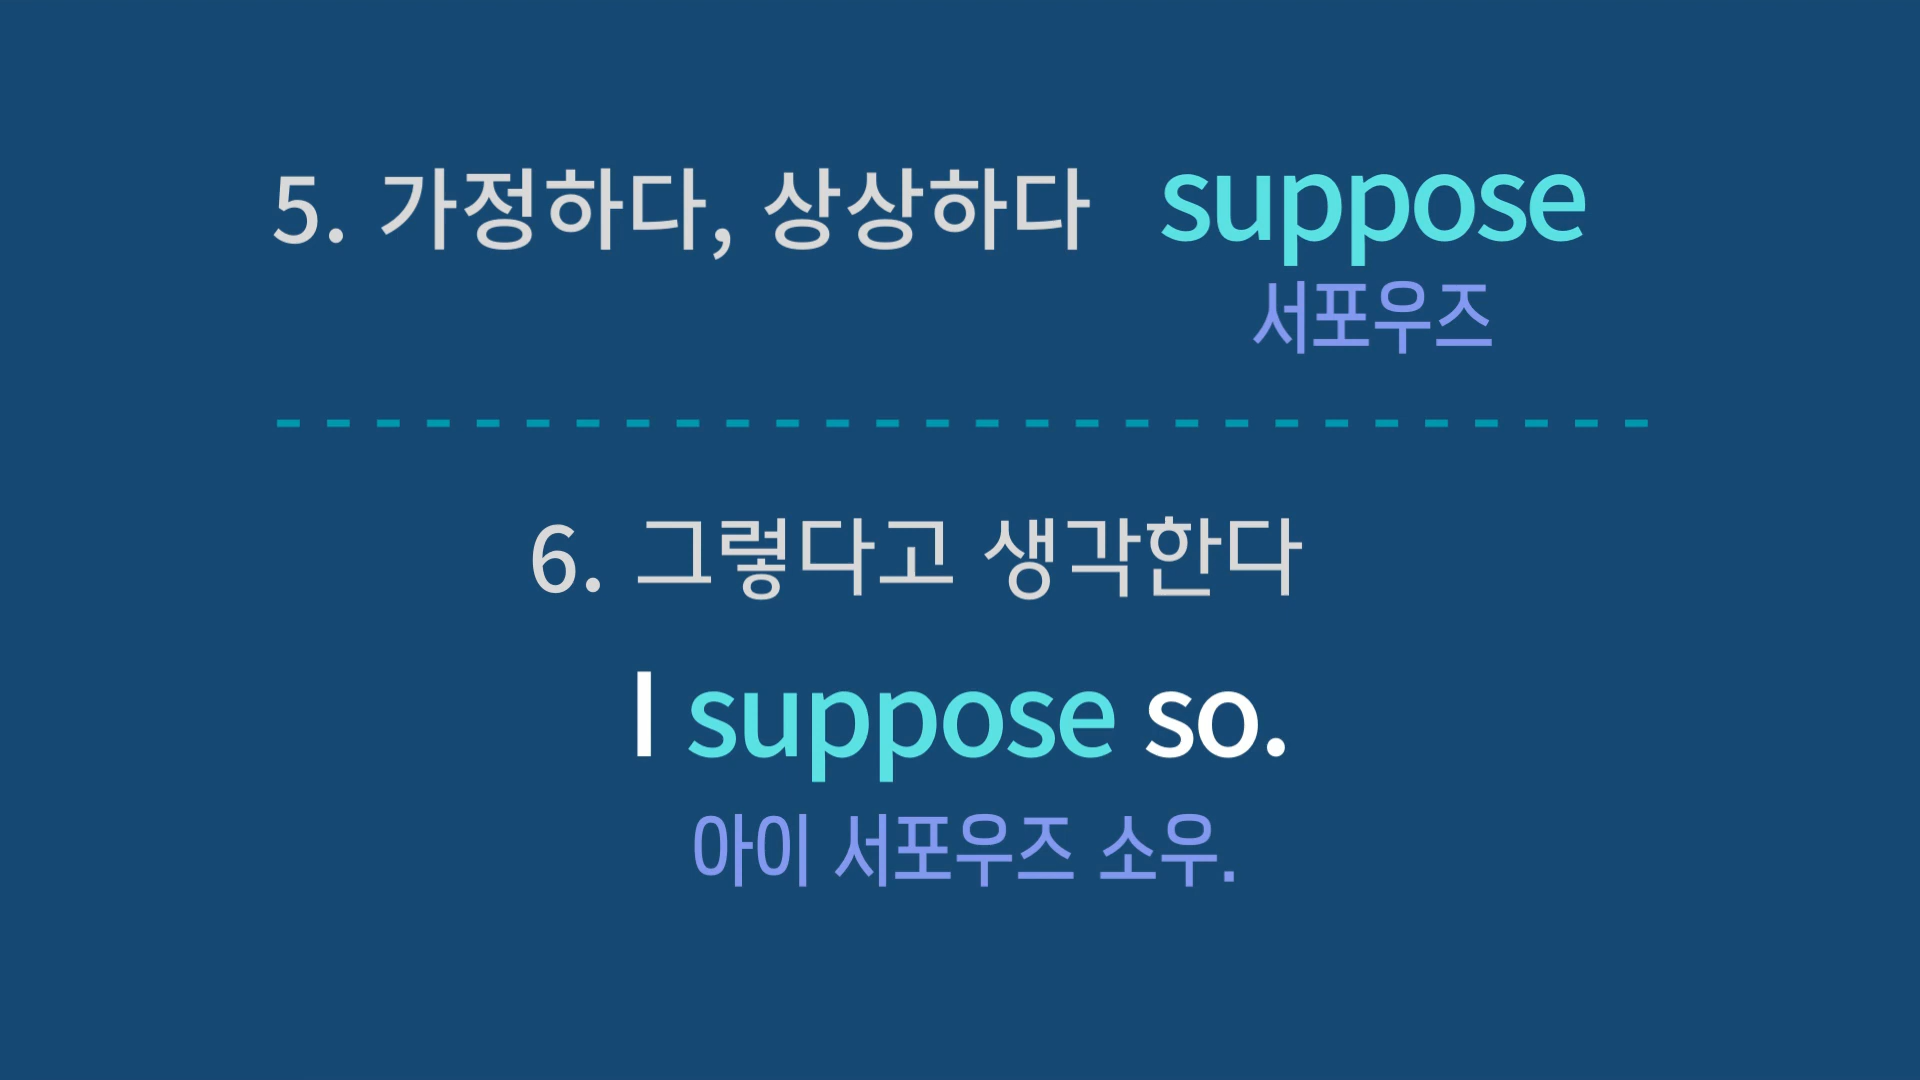 5. 가정하다, 상상하다 suppose
서포우즈
6. 그렇다고 생각한다
I suppose so.
아이 서포우즈 소우.